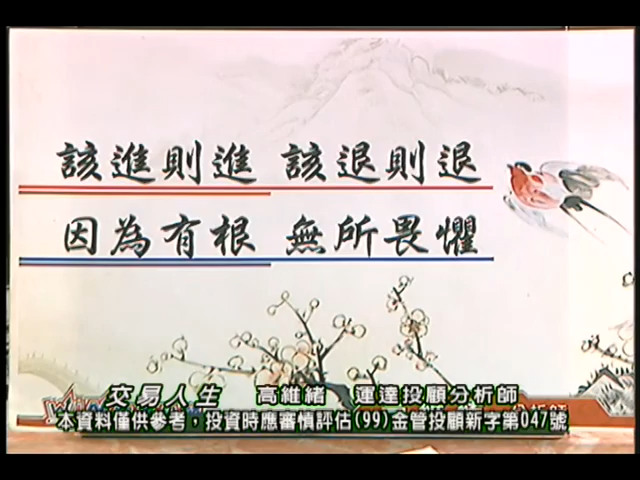 該進則進 該退則退
因為有根 無所畏懼
交易人生 高維緒 運達投顧分析師
本資料僅供參考，投資時應審慎評估(99)金管投顧新字第047號